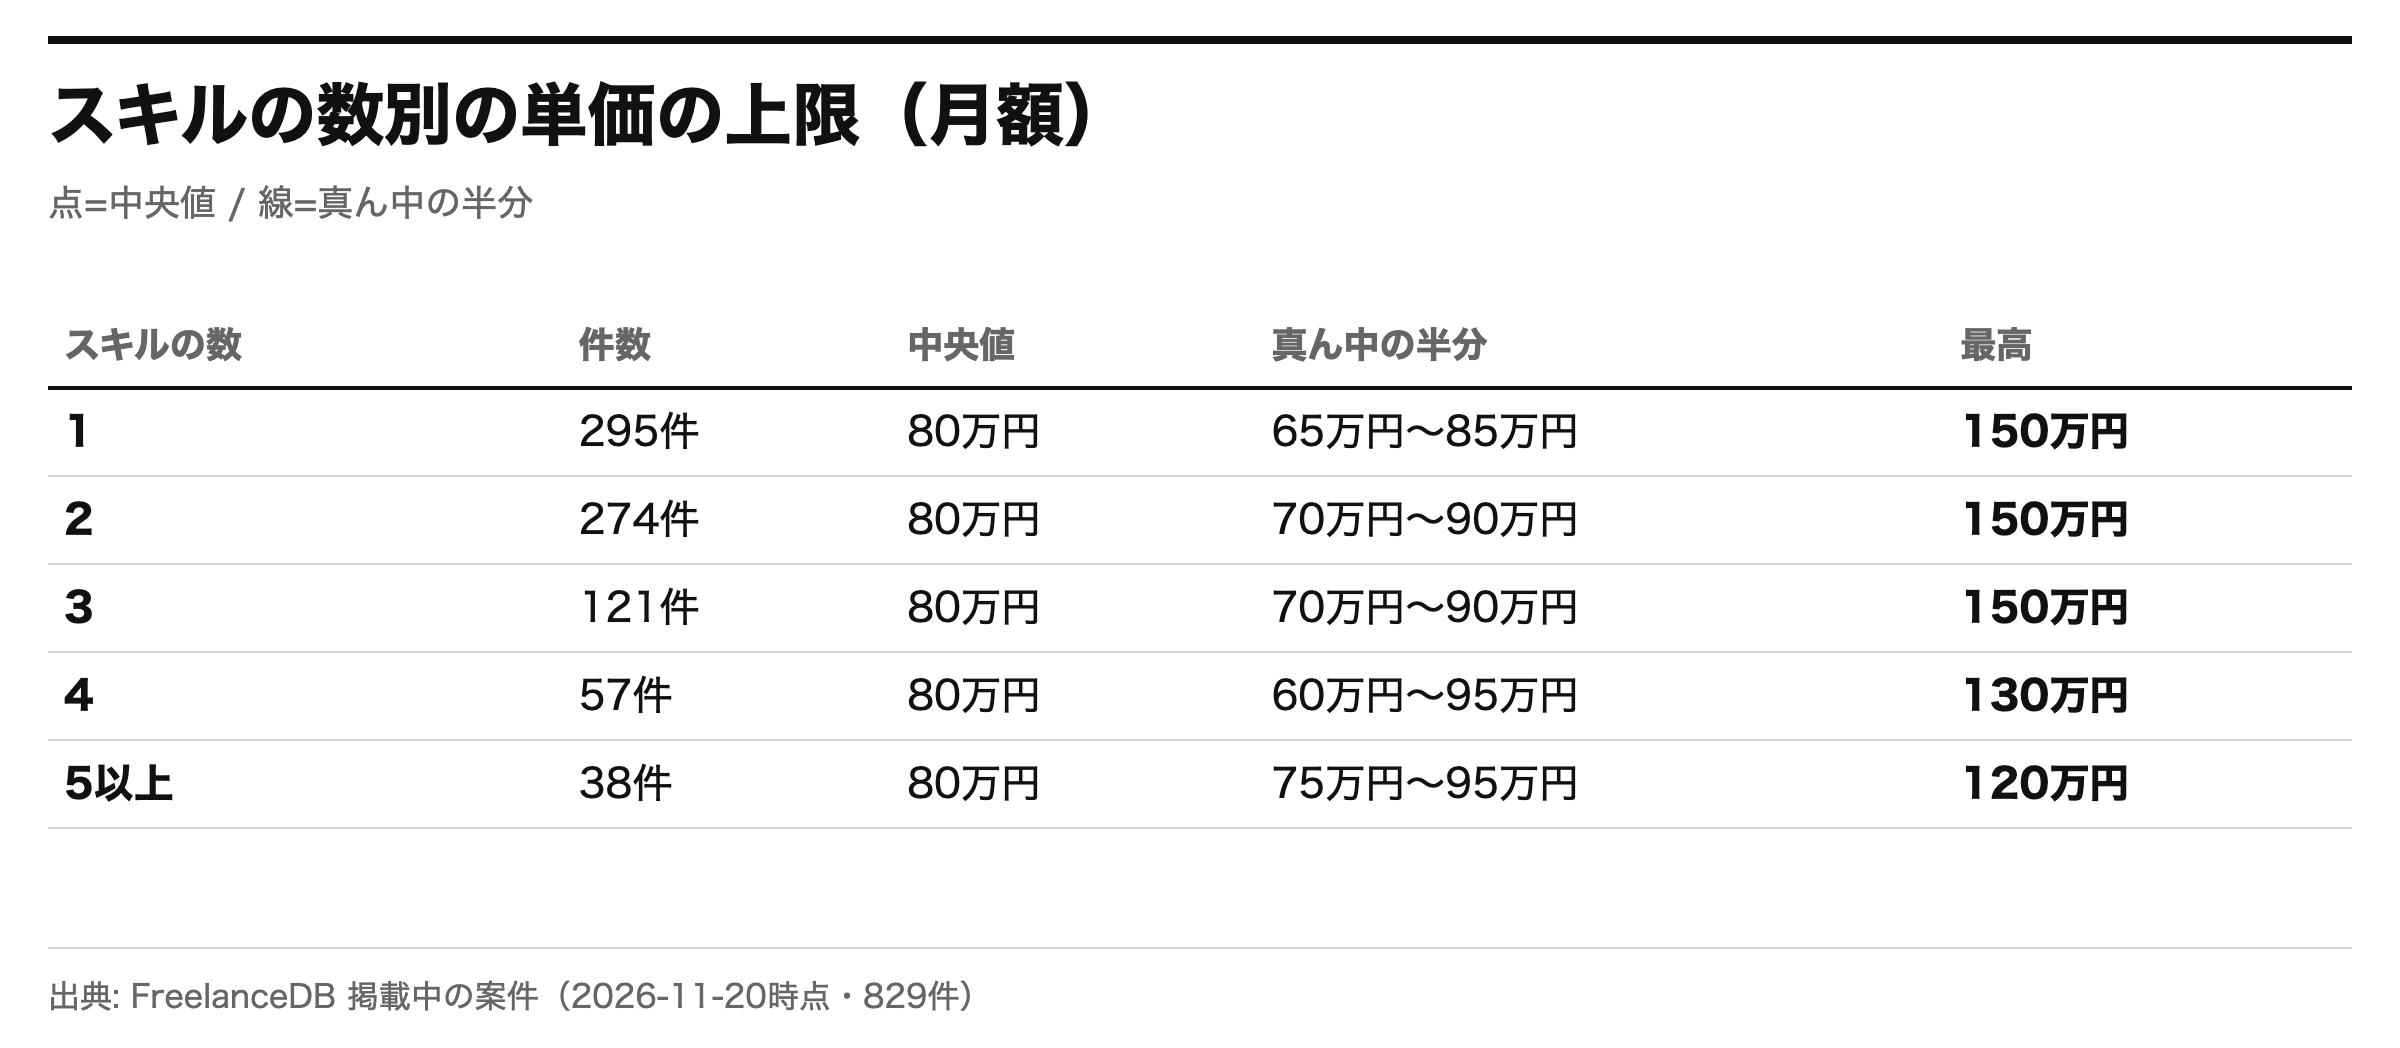 スキルの数別の単価の上限（月額）
点=中央値 / 線=真ん中の半分
スキルの数 件数 中央値 真ん中の半分 最高
1 295件 80万円 65万円〜85万円 150万円
2 274件 80万円 70万円〜90万円 150万円
3 121件 80万円 70万円〜90万円 150万円
4 57件 80万円 60万円〜95万円 130万円
5以上 38件 80万円 75万円〜95万円 120万円
出典: FreelanceDB 掲載中の案件（2026-11-20時点・829件）